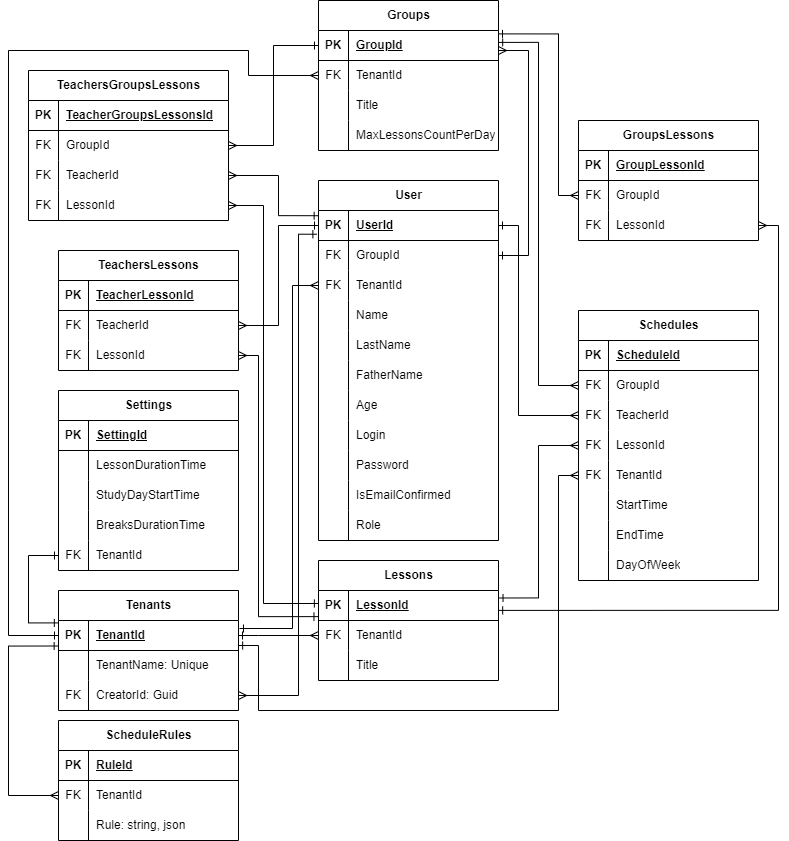 Groups
PK GroupId
FK TenantId
Title
MaxLessonsCountPerDay
TeachersGroupsLessons
PK TeacherGroupsLessonsId
FK GroupId
FK TeacherId
FK LessonId
GroupsLessons
PK GroupLessonId
FK GroupId
FK LessonId
User
PK UserId
FK GroupId
FK TenantId
Name
LastName
FatherName
Age
Login
Password
IsEmailConfirmed
Role
TeachersLessons
PK TeacherLessonId
FK TeacherId
FK LessonId
Schedules
PK ScheduleId
FK GroupId
FK TeacherId
FK LessonId
FK TenantId
StartTime
EndTime
DayOfWeek
Settings
PK SettingId
LessonDurationTime
StudyDayStartTime
BreaksDurationTime
FK TenantId
Lessons
PK LessonId
FK TenantId
Title
Tenants
PK TenantId
TenantName: Unique
FK CreatorId: Guid
ScheduleRules
PK RuleId
FK TenantId
Rule: string, json